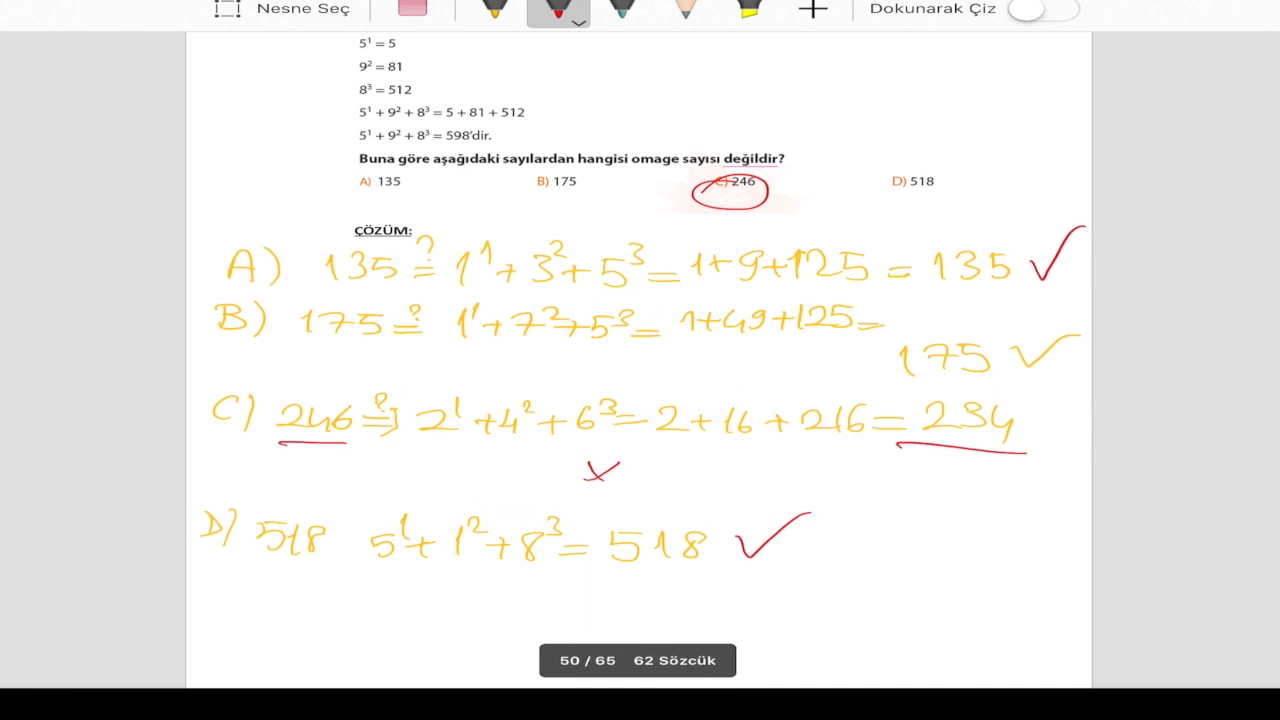 Nesne Seç Dokunarak Çiz
5¹ = 5
9² = 81
8³ = 512
5¹ + 9² + 8³ = 5 + 81 + 512
5¹ + 9² + 8³ = 598'dir.
Buna göre aşağıdaki sayılardan hangisi omage sayısı değildir?
A) 135 B) 175 C) 246 D) 518
ÇÖZÜM:
A) 135 ≟ 1¹ + 3² + 5³ = 1+9+125 = 135 ✓
B) 175 ≟ 1¹+7²+5³ = 1+49+125 =
175 ✓
C) 246 ≟ 2¹ + 4² + 6³ = 2 + 16 + 216 = 234
x
D) 518 5¹ + 1² + 8³ = 518 ✓
50 / 65 62 Sözcük